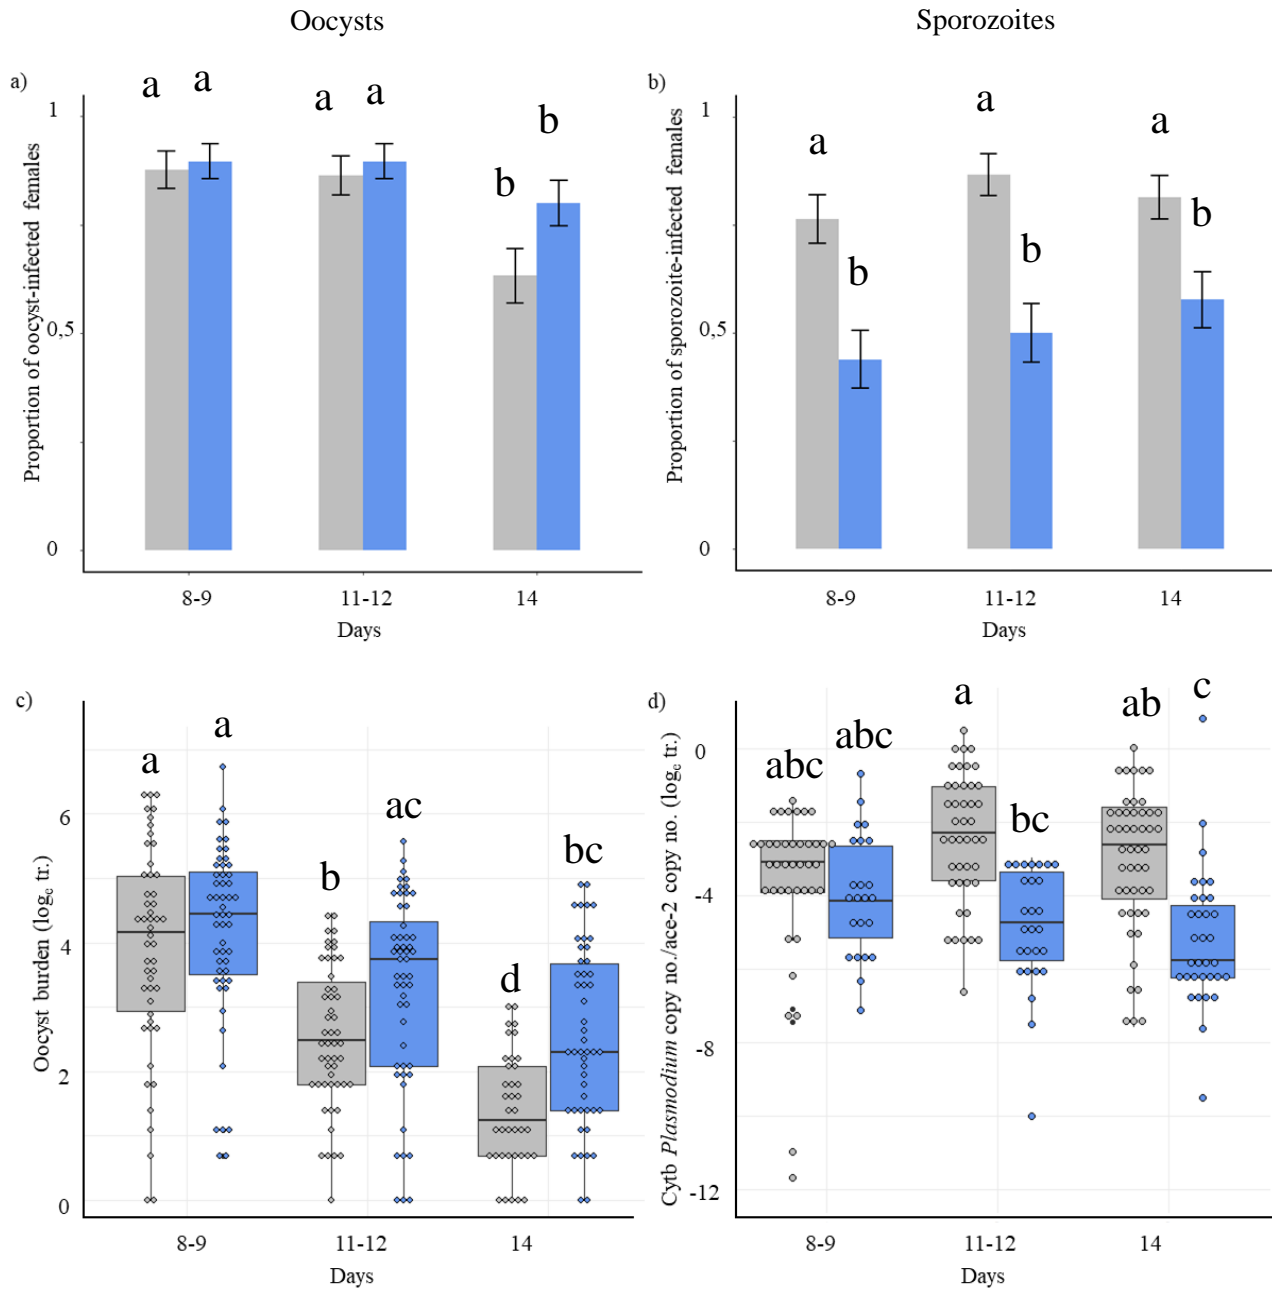 Oocysts
Sporozoites
a)
a a a a b b
1
0,5
0
Proportion of oocyst-infected females
8-9 11-12 14
Days
b)
a b a b a b
1
0,5
0
Proportion of sporozoite-infected females
8-9 11-12 14
Days
c)
a a b ac d bc
6
4
2
0
Oocyst burden (logₑ tr.)
8-9 11-12 14
Days
d)
abc abc a bc ab c
0
-4
-8
-12
Cytb Plasmodium copy no./ace-2 copy no. (logₑ tr.)
8-9 11-12 14
Days